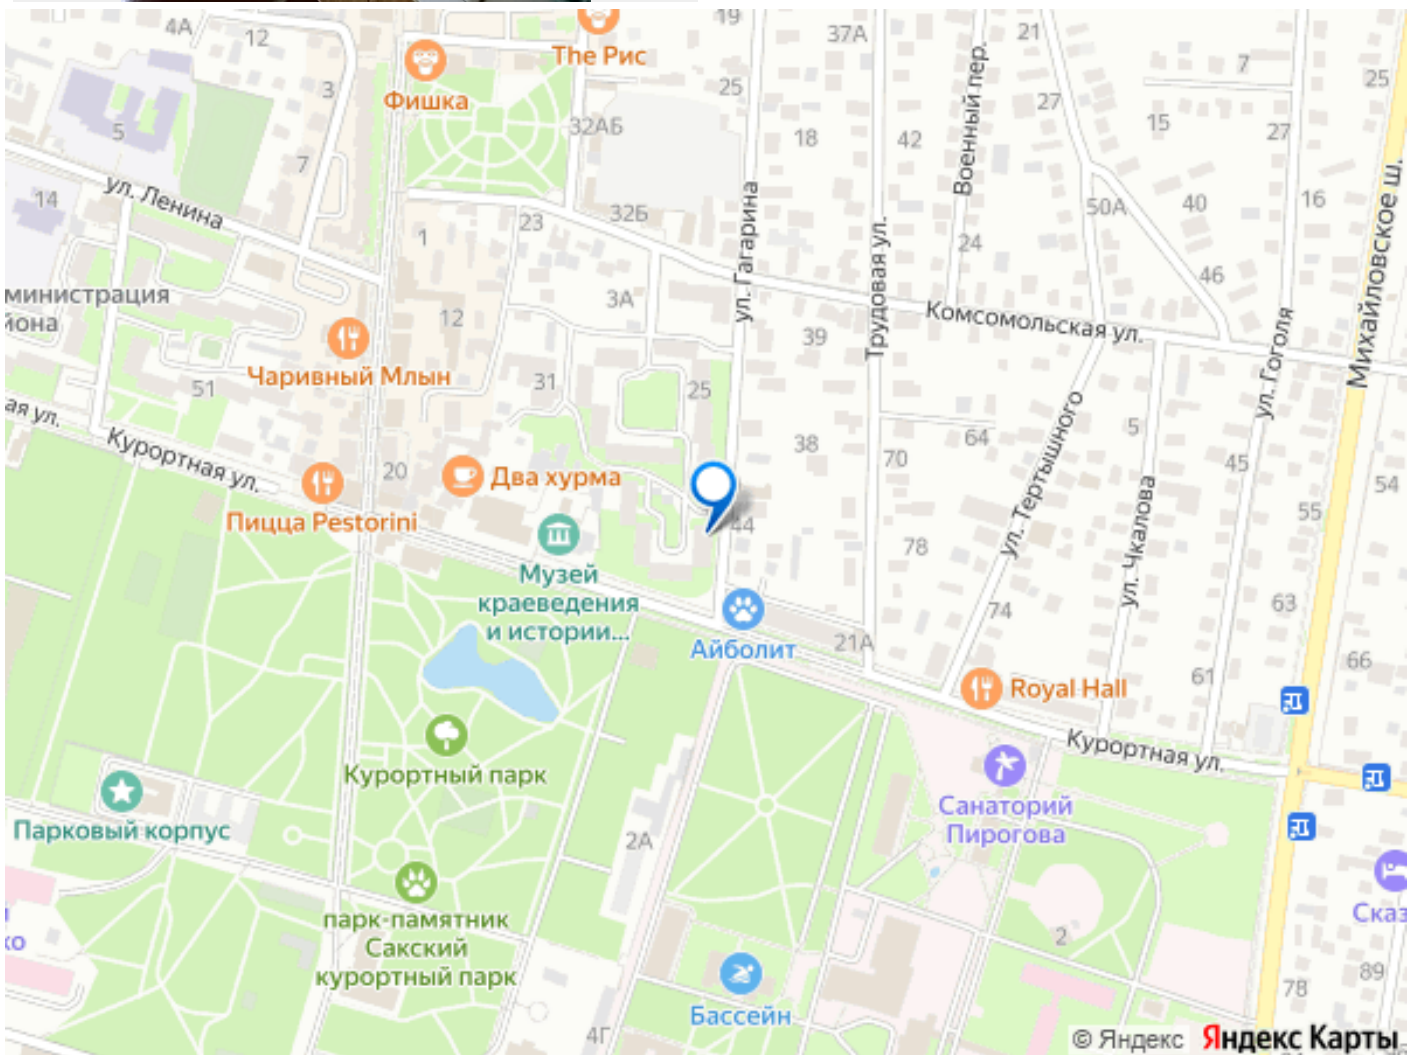 4А
12
19
37А
21
The Рис
7
25
3
Фишка
25
27
5
32АБ
18
42
Военный пер.
15
27
7
14
ул. Ленина
32Б
ул. Гагарина
50А
40
16
23
1
Трудовая ул.
24
46
Михайловское ш.
министрация
йона
3А
12
Комсомольская ул.
39
Чаривный Млын
31
25
ул. Гоголя
51
ая ул.
ул. Тертышного
5
Курортная ул.
38
64
20
Два хурма
70
45
54
Пицца Pestorini
44
ул. Чкалова
55
78
Музей
краеведения
и истории...
74
63
Айболит
21А
66
61
Royal Hall
Курортная ул.
Курортный парк
Санаторий
Пирогова
Парковый корпус
2А
парк-памятник
Сакский
курортный парк
Сказ
ко
2
89
78
Бассейн
4Г
© Яндекс Яндекс Карты